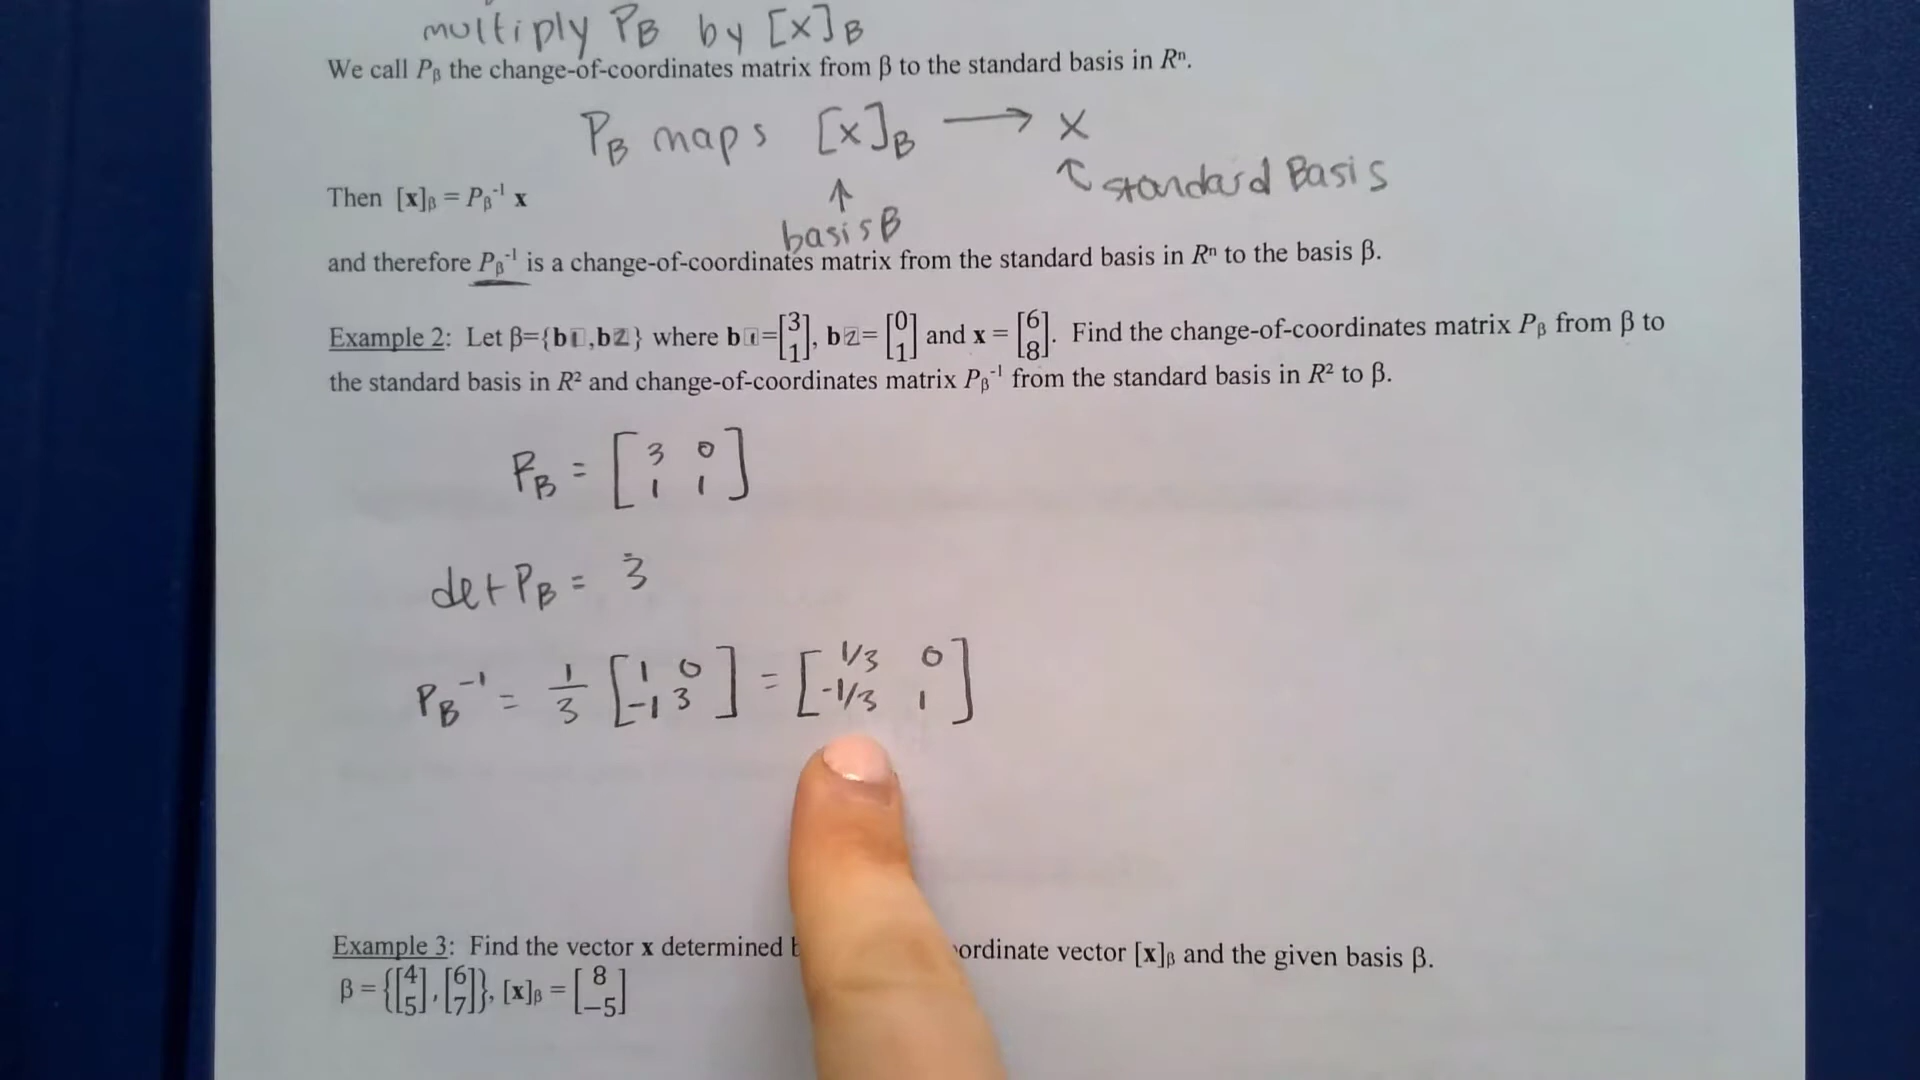 multiply PB by [x]B
We call Pβ the change-of-coordinates matrix from β to the standard basis in Rⁿ.
PB maps [x]B → x
↑ ↖ standard Basis
Then [x]β = Pβ⁻¹ x
basis B
and therefore Pβ⁻¹ is a change-of-coordinates matrix from the standard basis in Rⁿ to the basis β.
Example 2: Let β={b1,b2} where b1=[3 1], b2=[0 1] and x = [6 8]. Find the change-of-coordinates matrix Pβ from β to
the standard basis in R² and change-of-coordinates matrix Pβ⁻¹ from the standard basis in R² to β.
PB = [3 0
1 1]
det PB = 3
PB⁻¹ = 1/3 [1 0
-1 3] = [1/3 0
-1/3 1]
Example 3: Find the vector x determined ordinate vector [x]β and the given basis β.
β = {[4 5], [6 7]}, [x]β = [8 −5]